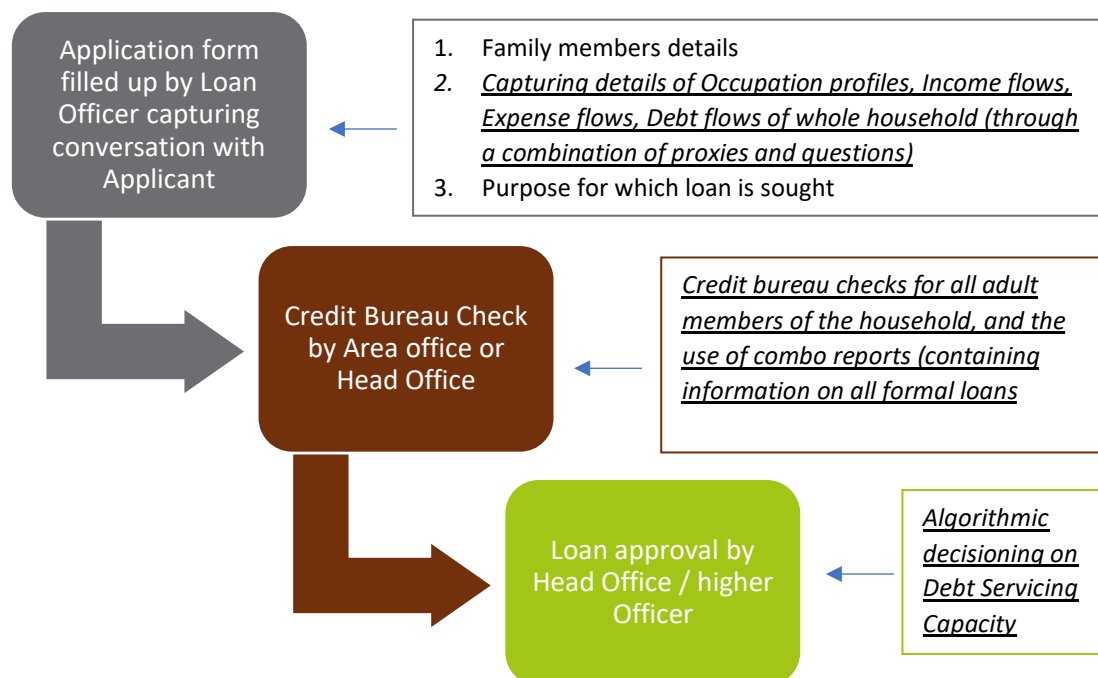 Application form
filled up by Loan
Officer capturing
conversation with
Applicant
1. Family members details
2. Capturing details of Occupation profiles, Income flows,
Expense flows, Debt flows of whole household (through
a combination of proxies and questions)
3. Purpose for which loan is sought
Credit Bureau Check
by Area office or
Head Office
Credit bureau checks for all adult
members of the household, and the
use of combo reports (containing
information on all formal loans
Loan approval by
Head Office / higher
Officer
Algorithmic
decisioning on
Debt Servicing
Capacity